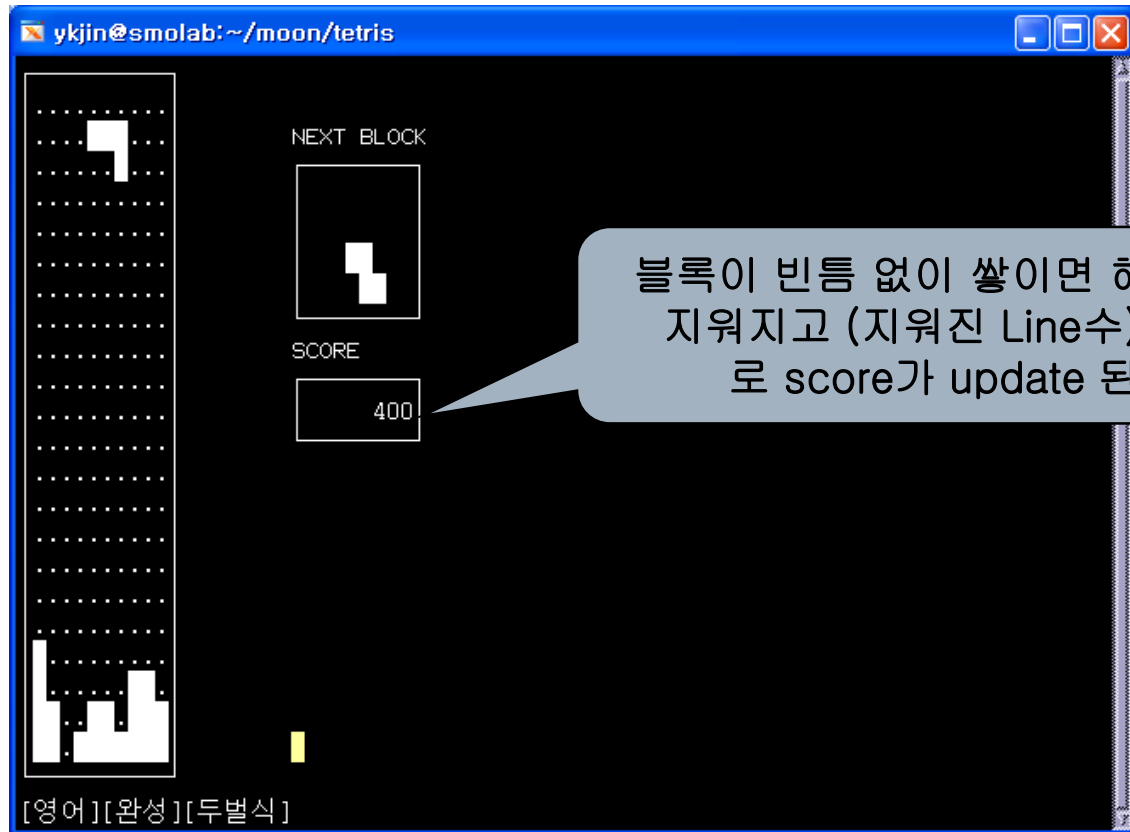 ykjin@smolab:~/moon/tetris
NEXT BLOCK
블록이 빈틈 없이 쌓이면
지워지고 (지워진 Line수)
로 score가 update 된
SCORE
400
[영어][완성][두벌식]